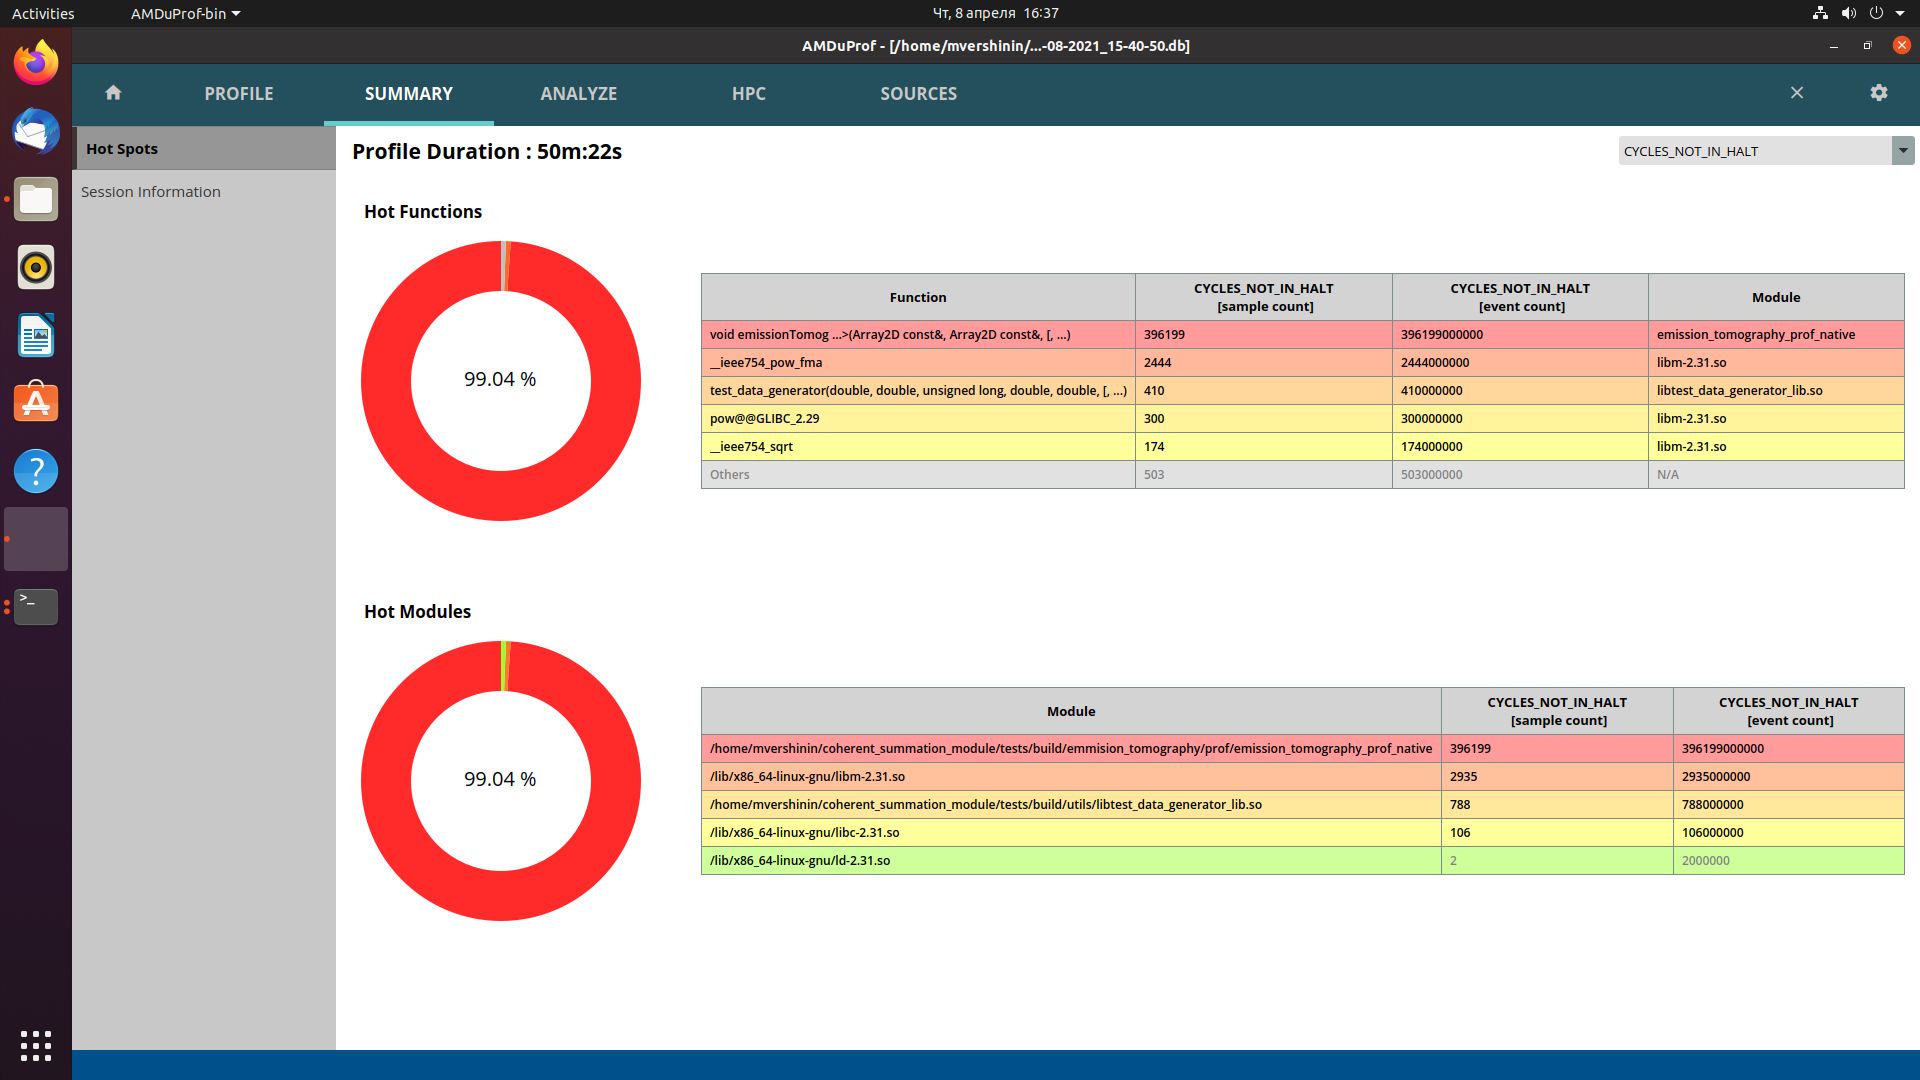 Activities
AMDuProf-bin
Чт, 8 апреля 16:37
AMDuProf - [/home/mvershinin/...-08-2021_15-40-50.db]
PROFILE
SUMMARY
ANALYZE
HPC
SOURCES
Hot Spots
Session Information
Profile Duration : 50m:22s
CYCLES_NOT_IN_HALT
Hot Functions
99.04 %
Function CYCLES_NOT_IN_HALT [sample count] CYCLES_NOT_IN_HALT [event count] Module
void emissionTomog ...>(Array2D const&, Array2D const&, [, ...) 396199 396199000000 emission_tomography_prof_native
__ieee754_pow_fma 2444 2444000000 libm-2.31.so
test_data_generator(double, double, unsigned long, double, double, [, ...) 410 410000000 libtest_data_generator_lib.so
pow@@GLIBC_2.29 300 300000000 libm-2.31.so
__ieee754_sqrt 174 174000000 libm-2.31.so
Others 503 503000000 N/A
Hot Modules
99.04 %
Module CYCLES_NOT_IN_HALT [sample count] CYCLES_NOT_IN_HALT [event count]
/home/mvershinin/coherent_summation_module/tests/build/emmision_tomography/prof/emission_tomography_prof_native 396199 396199000000
/lib/x86_64-linux-gnu/libm-2.31.so 2935 2935000000
/home/mvershinin/coherent_summation_module/tests/build/utils/libtest_data_generator_lib.so 788 788000000
/lib/x86_64-linux-gnu/libc-2.31.so 106 106000000
/lib/x86_64-linux-gnu/ld-2.31.so 2 2000000